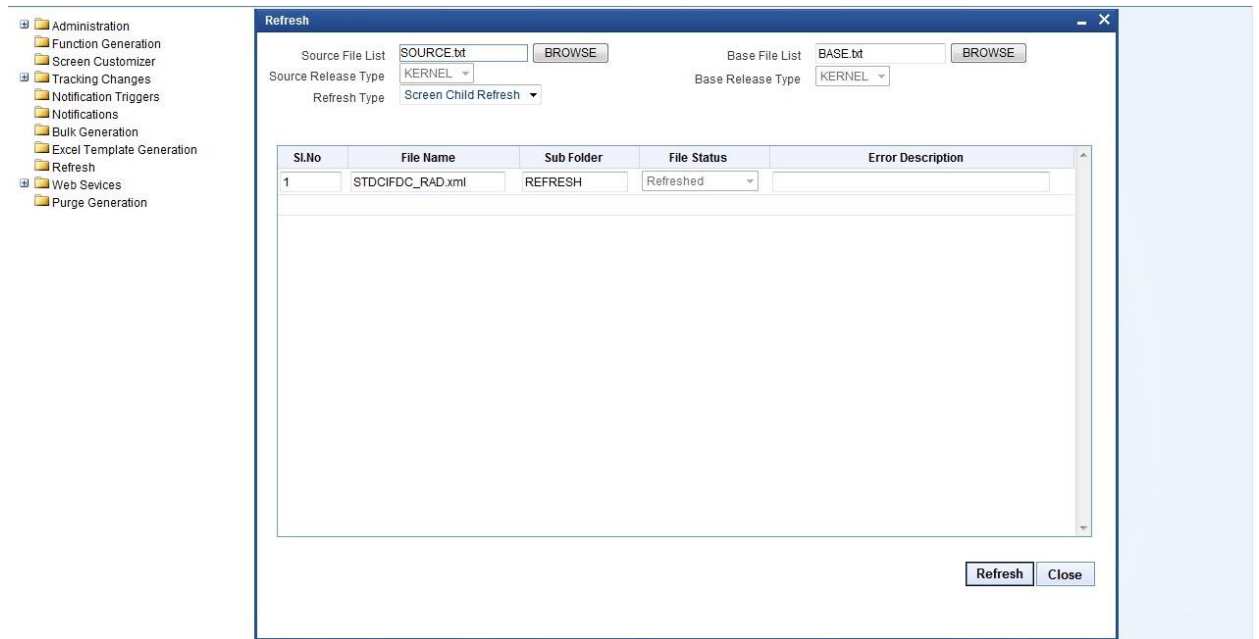 Administration
Function Generation
Screen Customizer
Tracking Changes
Notification Triggers
Notifications
Bulk Generation
Excel Template Generation
Refresh
Web Sevices
Purge Generation
Refresh
Source File List SOURCE.txt BROWSE Base File List BASE.txt BROWSE
Source Release Type KERNEL Base Release Type KERNEL
Refresh Type Screen Child Refresh
Sl.No File Name Sub Folder File Status Error Description
1 STDCIFDC_RAD.xml REFRESH Refreshed
Refresh Close